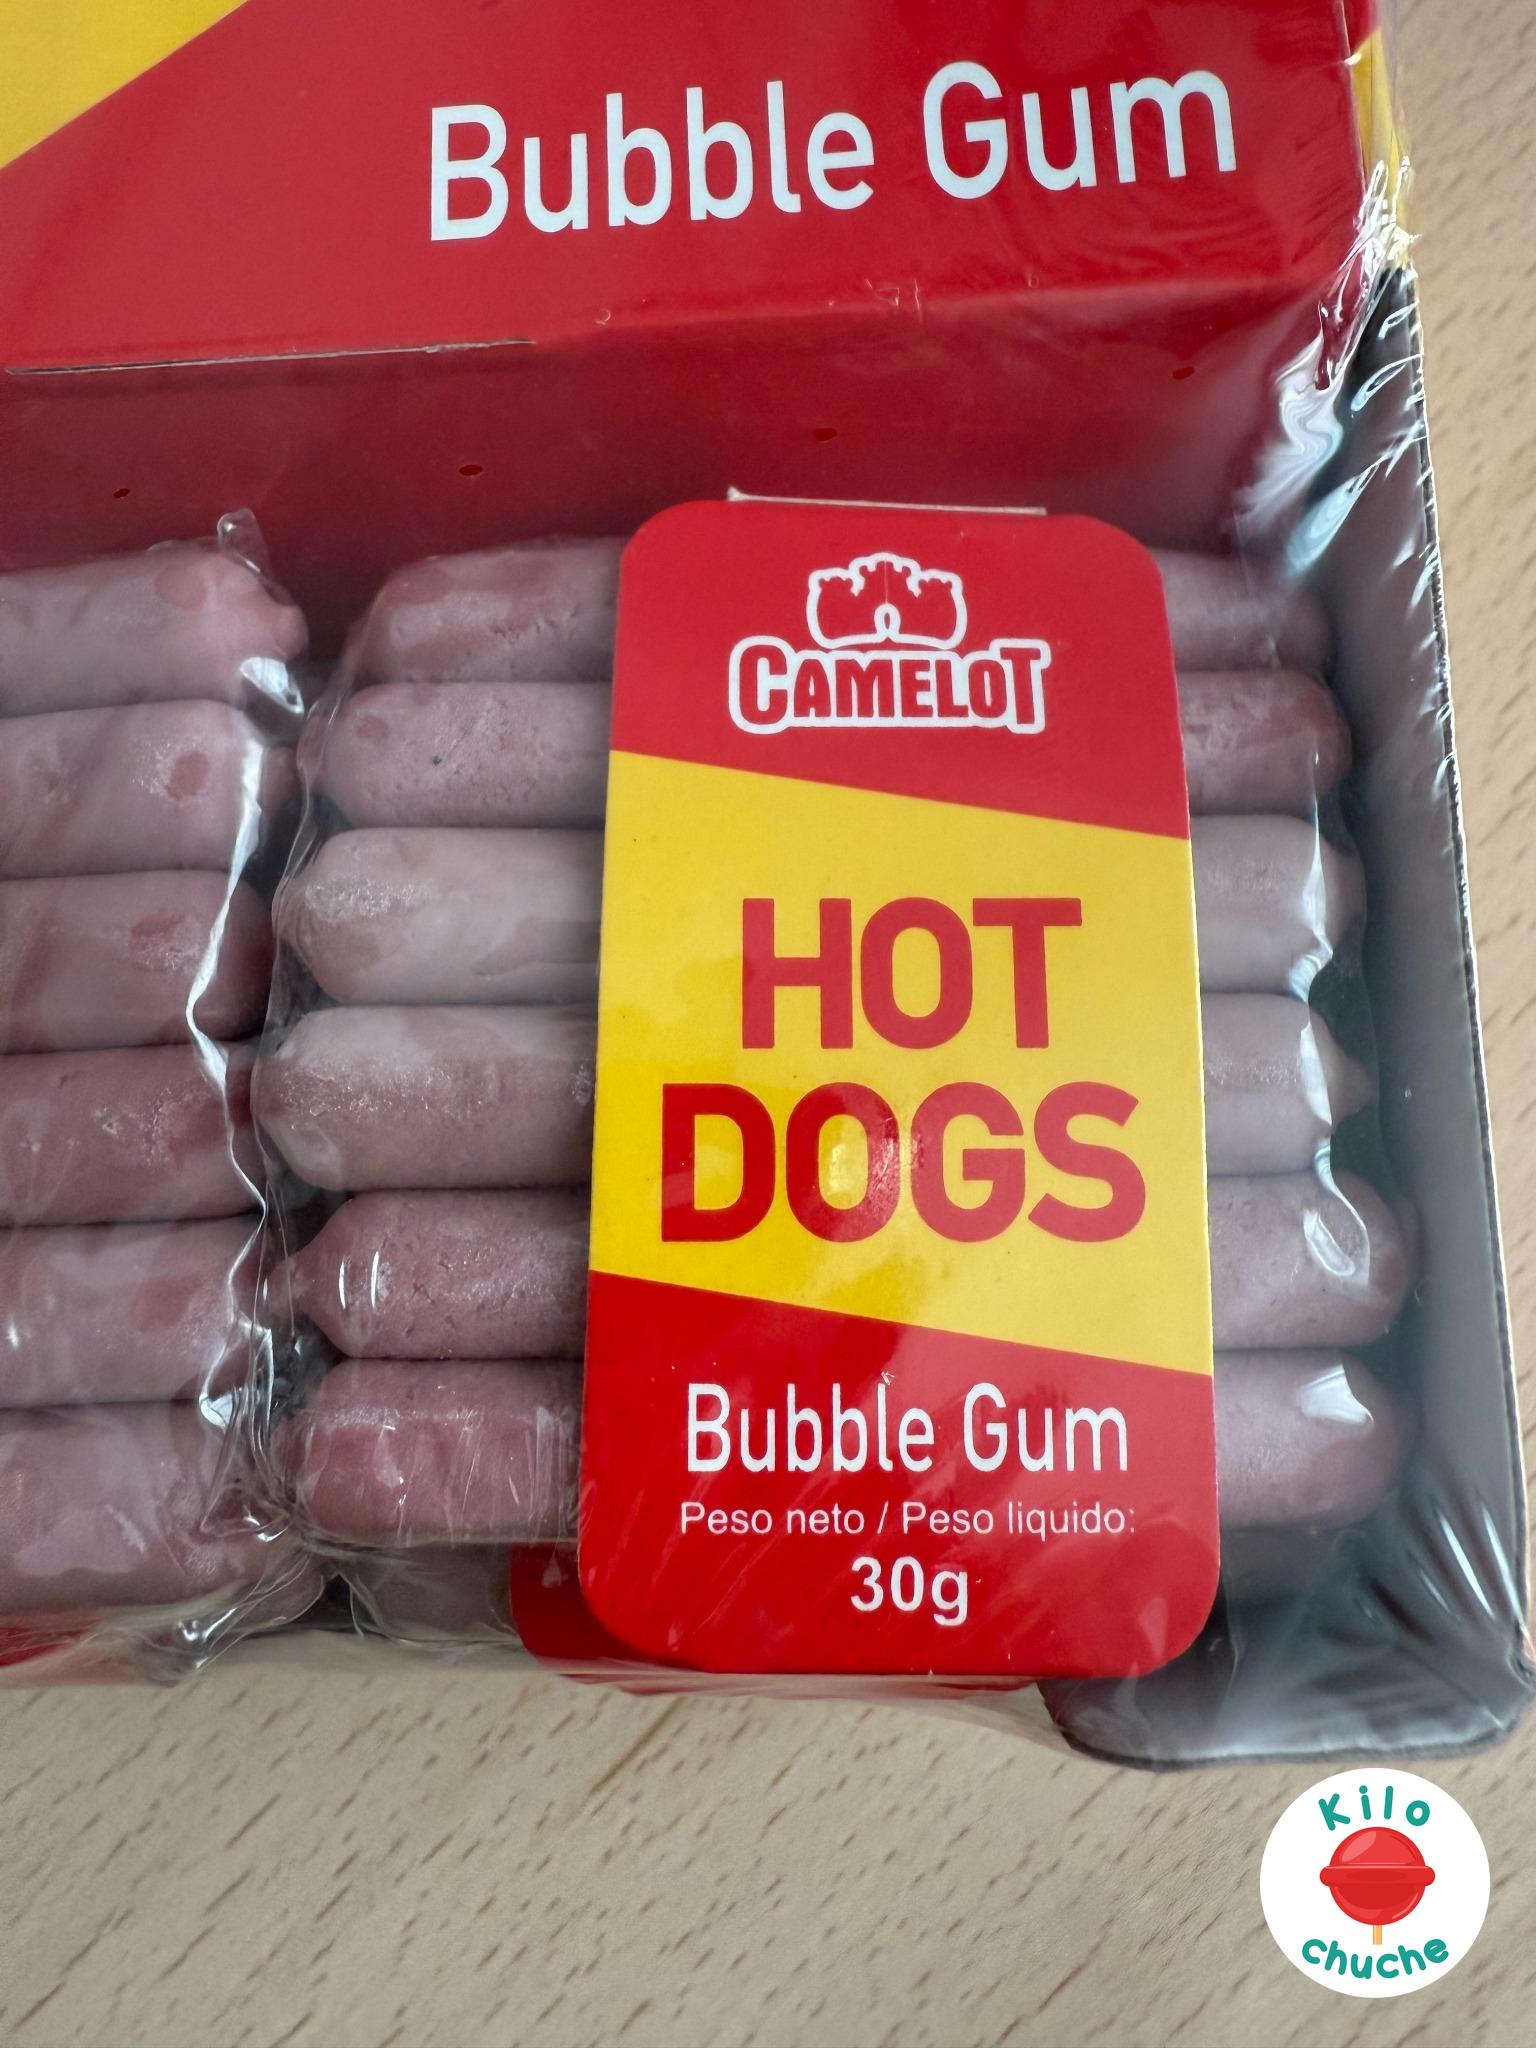 Bubble Gum
CAMELOT
HOT
DOGS
Bubble Gum
Peso neto / Peso liquido:
30g
Kilo
chuche